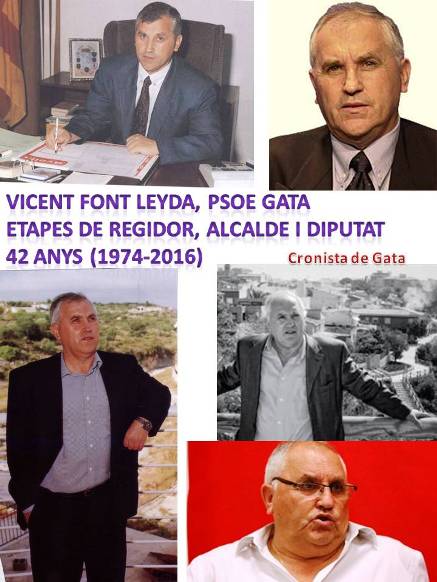 VICENT FONT LEYDA, PSOE GATA
ETAPES DE REGIDOR, ALCALDE I DIPUTAT
42 ANYS (1974-2016)
Cronista de Gata